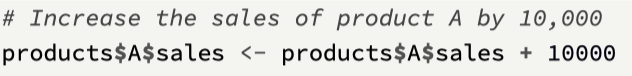 # Increase the sales of product A by 10,000
products$A$sales <- products$A$sales + 10000